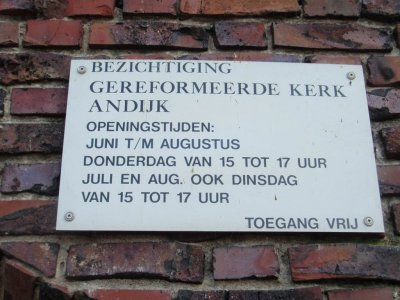 BEZICHTIGING
GEREFORMEERDE KERK
ANDIJK
OPENINGSTIJDEN:
JUNI T/M AUGUSTUS
DONDERDAG VAN 15 TOT 17 UUR
JULI EN AUG. OOK DINSDAG
VAN 15 TOT 17 UUR
TOEGANG VRIJ